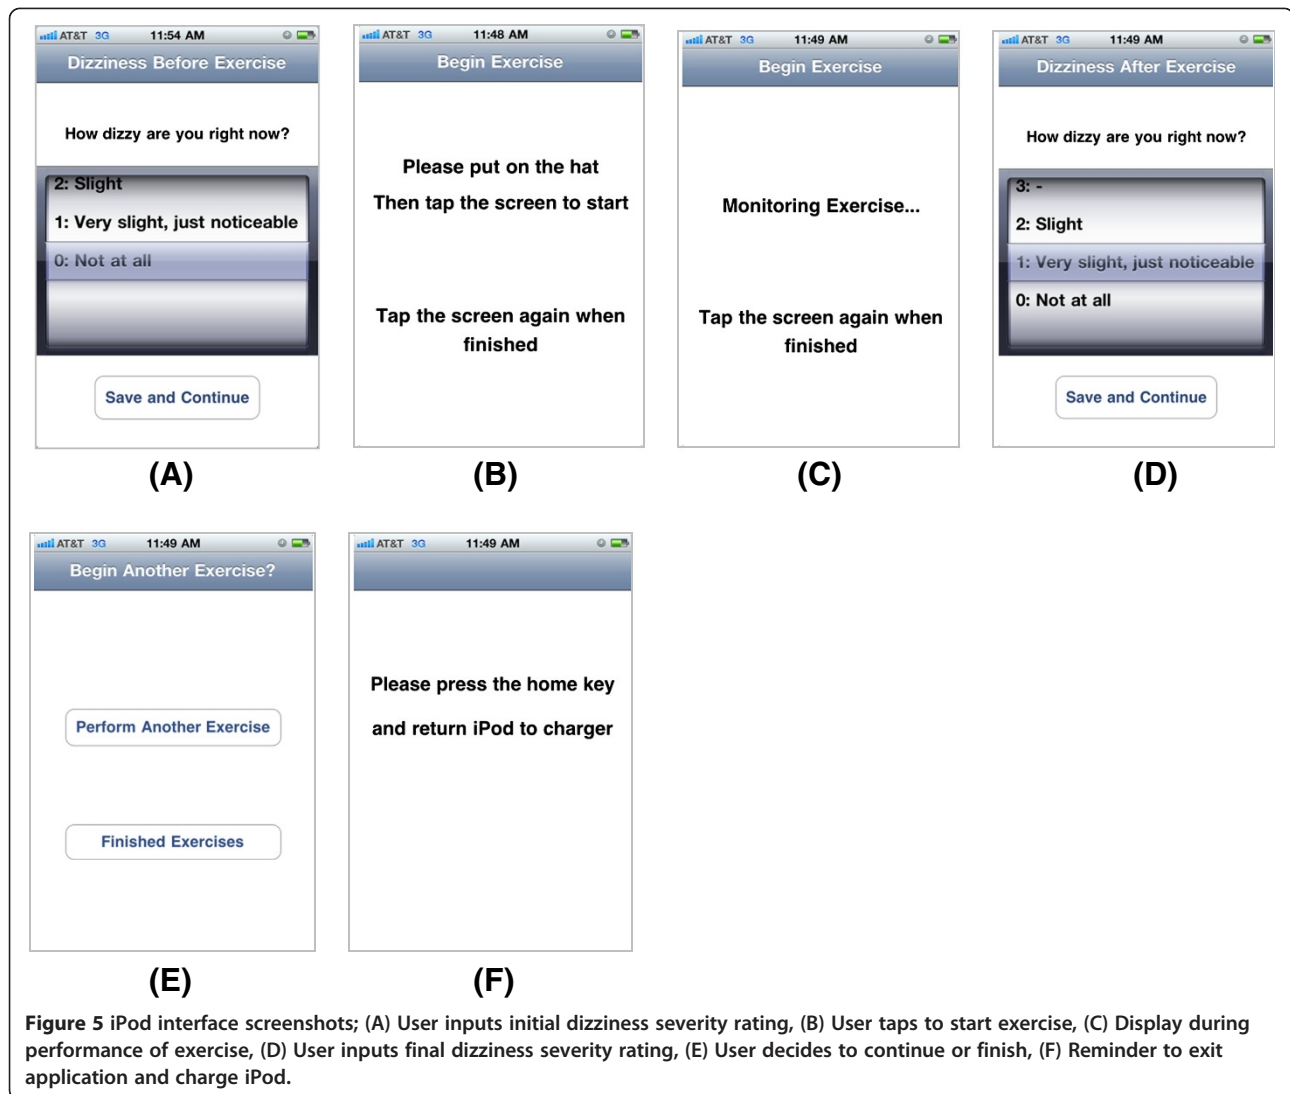 AT&T 3G 11:54 AM
Dizziness Before Exercise
How dizzy are you right now?
2: Slight
1: Very slight, just noticeable
0: Not at all
Save and Continue
(A)
AT&T 3G 11:48 AM
Begin Exercise
Please put on the hat
Then tap the screen to start
Tap the screen again when
finished
(B)
AT&T 3G 11:49 AM
Begin Exercise
Monitoring Exercise...
Tap the screen again when
finished
(C)
AT&T 3G 11:49 AM
Dizziness After Exercise
How dizzy are you right now?
3: -
2: Slight
1: Very slight, just noticeable
0: Not at all
Save and Continue
(D)
AT&T 3G 11:49 AM
Begin Another Exercise?
Perform Another Exercise
Finished Exercises
(E)
AT&T 3G 11:49 AM
Please press the home key
and return iPod to charger
(F)
Figure 5 iPod interface screenshots; (A) User inputs initial dizziness severity rating, (B) User taps to start exercise, (C) Display during
performance of exercise, (D) User inputs final dizziness severity rating, (E) User decides to continue or finish, (F) Reminder to exit
application and charge iPod.